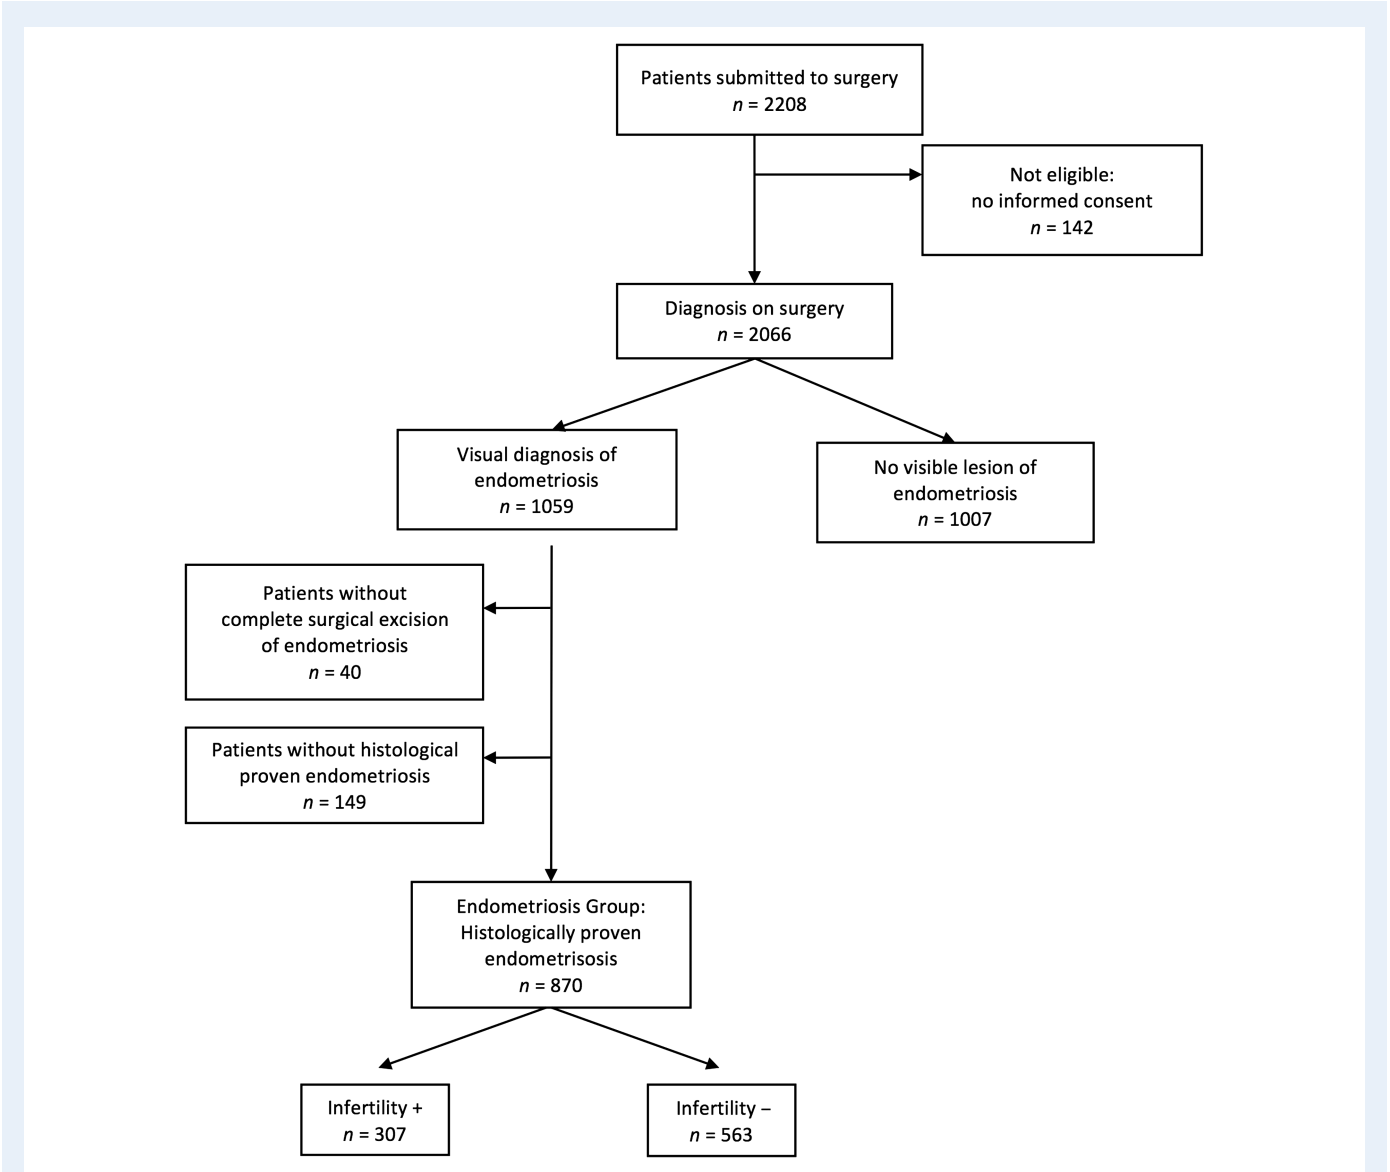 Patients submitted to surgery
n = 2208
Not eligible:
no informed consent
n = 142
Diagnosis on surgery
n = 2066
Visual diagnosis of
endometriosis
n = 1059
No visible lesion of
endometriosis
n = 1007
Patients without
complete surgical excision
of endometriosis
n = 40
Patients without histological
proven endometriosis
n = 149
Endometriosis Group:
Histologically proven
endometrisosis
n = 870
Infertility +
n = 307
Infertility –
n = 563